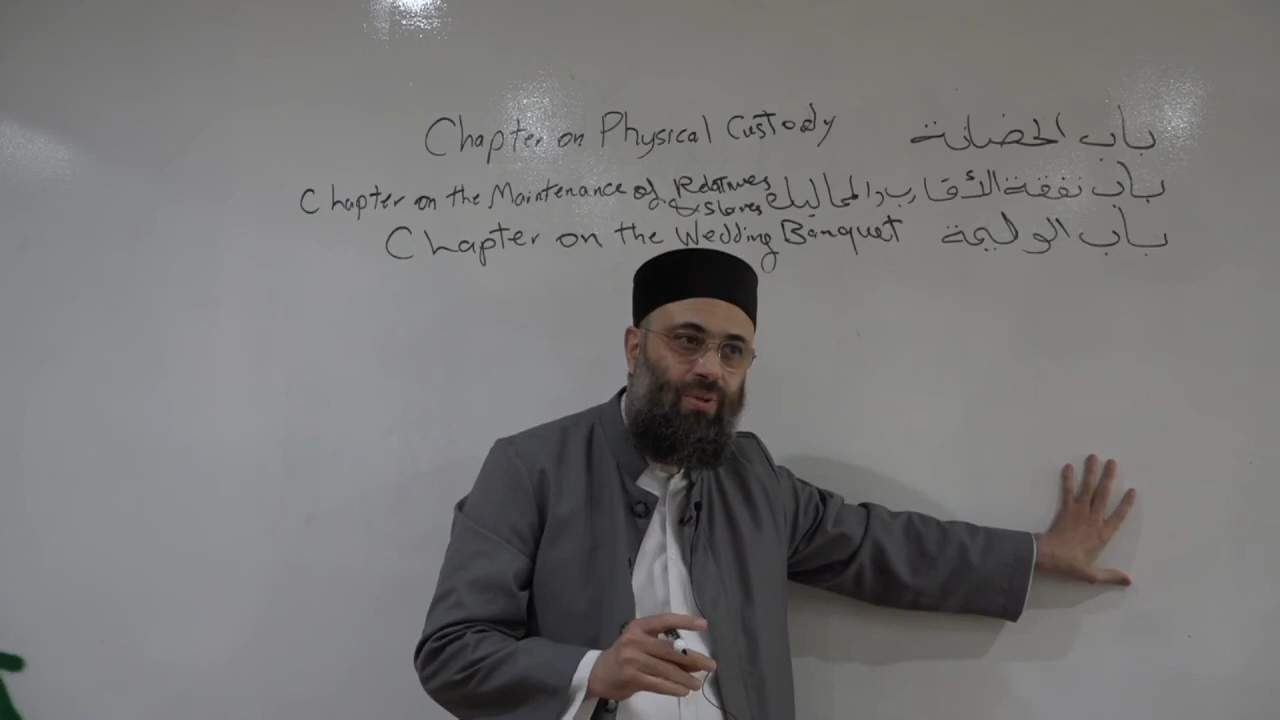 Chapter on Physical Custody باب الحضانة
Chapter on the Maintenance of Relatives & Slaves باب نفقة الأقارب والمماليك
Chapter on the Wedding Banquet باب الوليمة